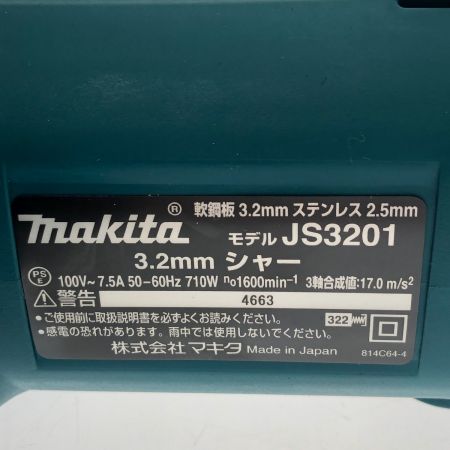 軟鋼板 3.2mm ステンレス 2.5mm
makita® モデル JS3201
3.2mm シャー
PSE 100V~7.5A 50-60Hz 710W n₀1600min⁻¹ 3軸合成値:17.0 m/s²
⚠警告 4663
●ご使用前に取扱説明書を必ずよくお読みください。
●感電の恐れがあります。雨中では使用しないでください。
322
株式会社マキタ Made in Japan 814C64-4